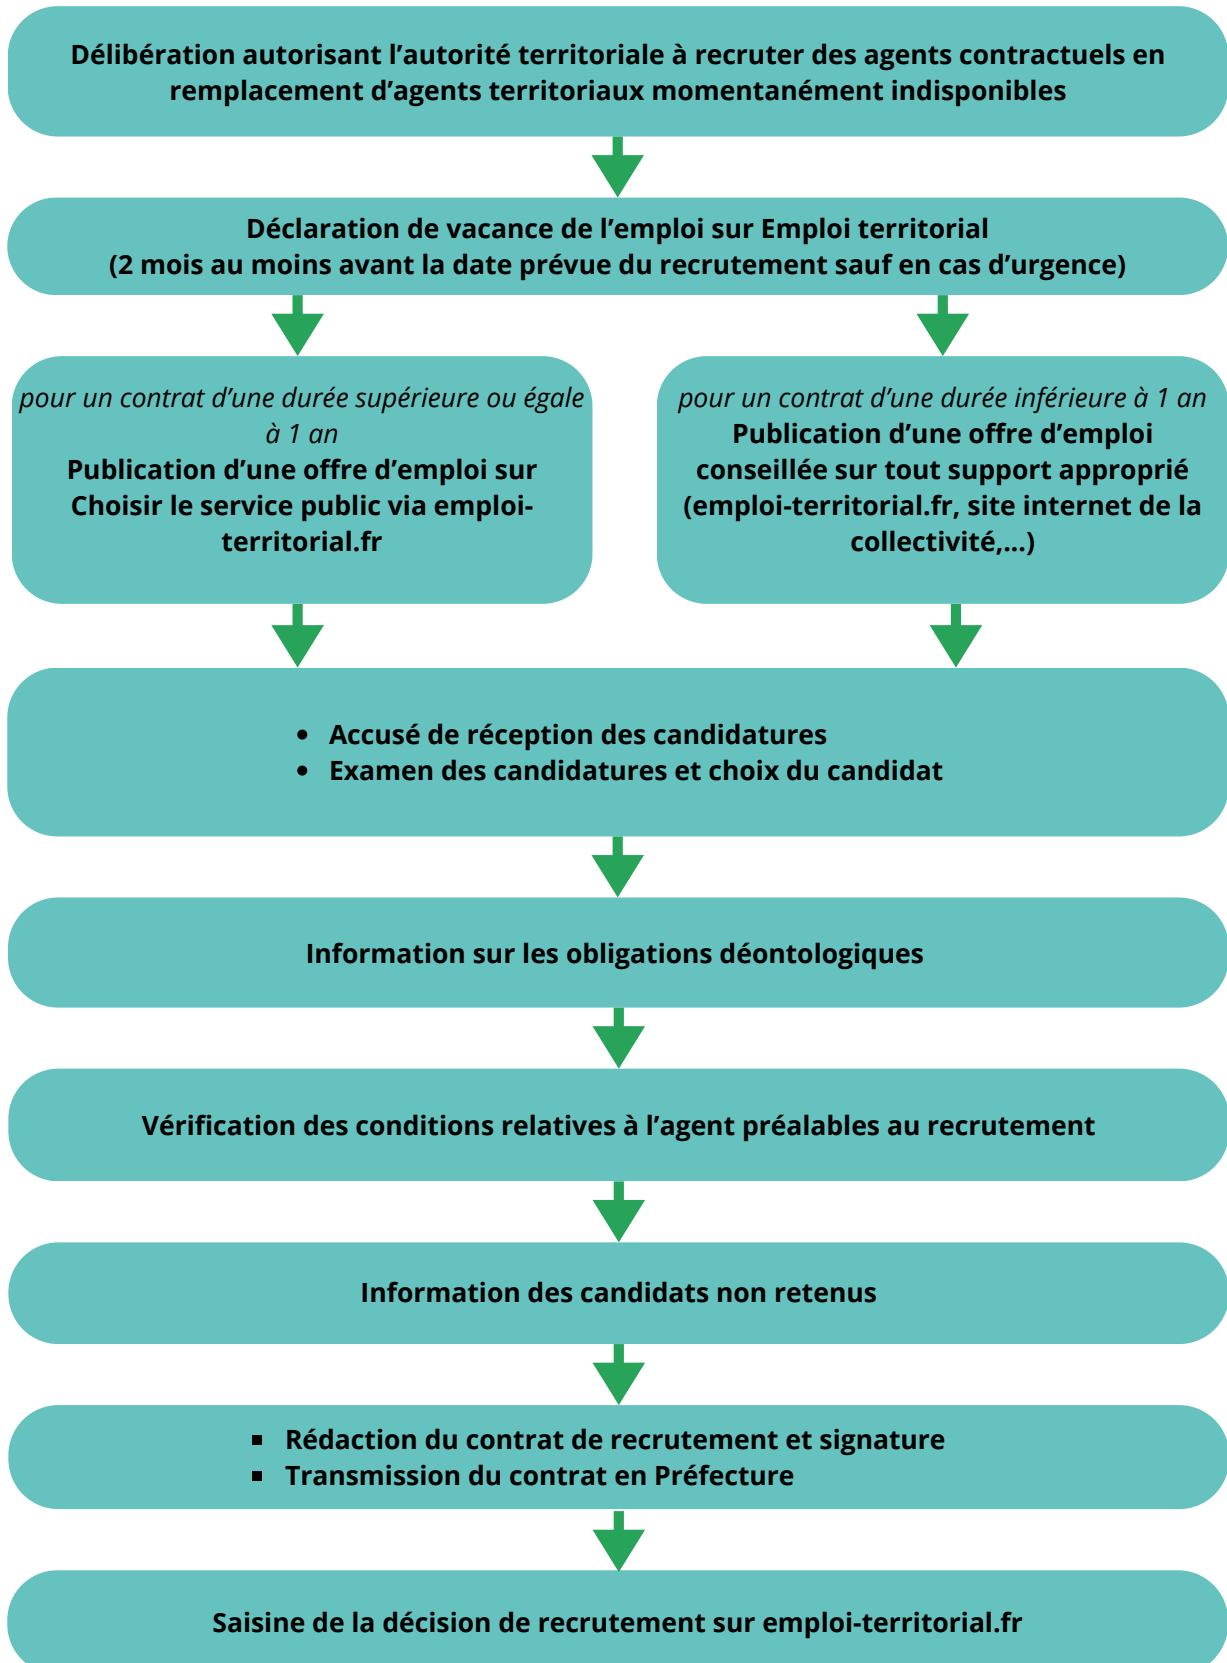 Délibération autorisant l’autorité territoriale à recruter des agents contractuels en
remplacement d’agents territoriaux momentanément indisponibles
Déclaration de vacance de l’emploi sur Emploi territorial
(2 mois au moins avant la date prévue du recrutement sauf en cas d’urgence)
pour un contrat d’une durée supérieure ou égale
à 1 an
Publication d’une offre d’emploi sur
Choisir le service public via emploi-
territorial.fr
pour un contrat d’une durée inférieure à 1 an
Publication d’une offre d’emploi
conseillée sur tout support approprié
(emploi-territorial.fr, site internet de la
collectivité,...)
• Accusé de réception des candidatures
• Examen des candidatures et choix du candidat
Information sur les obligations déontologiques
Vérification des conditions relatives à l’agent préalables au recrutement
Information des candidats non retenus
▪ Rédaction du contrat de recrutement et signature
▪ Transmission du contrat en Préfecture
Saisine de la décision de recrutement sur emploi-territorial.fr